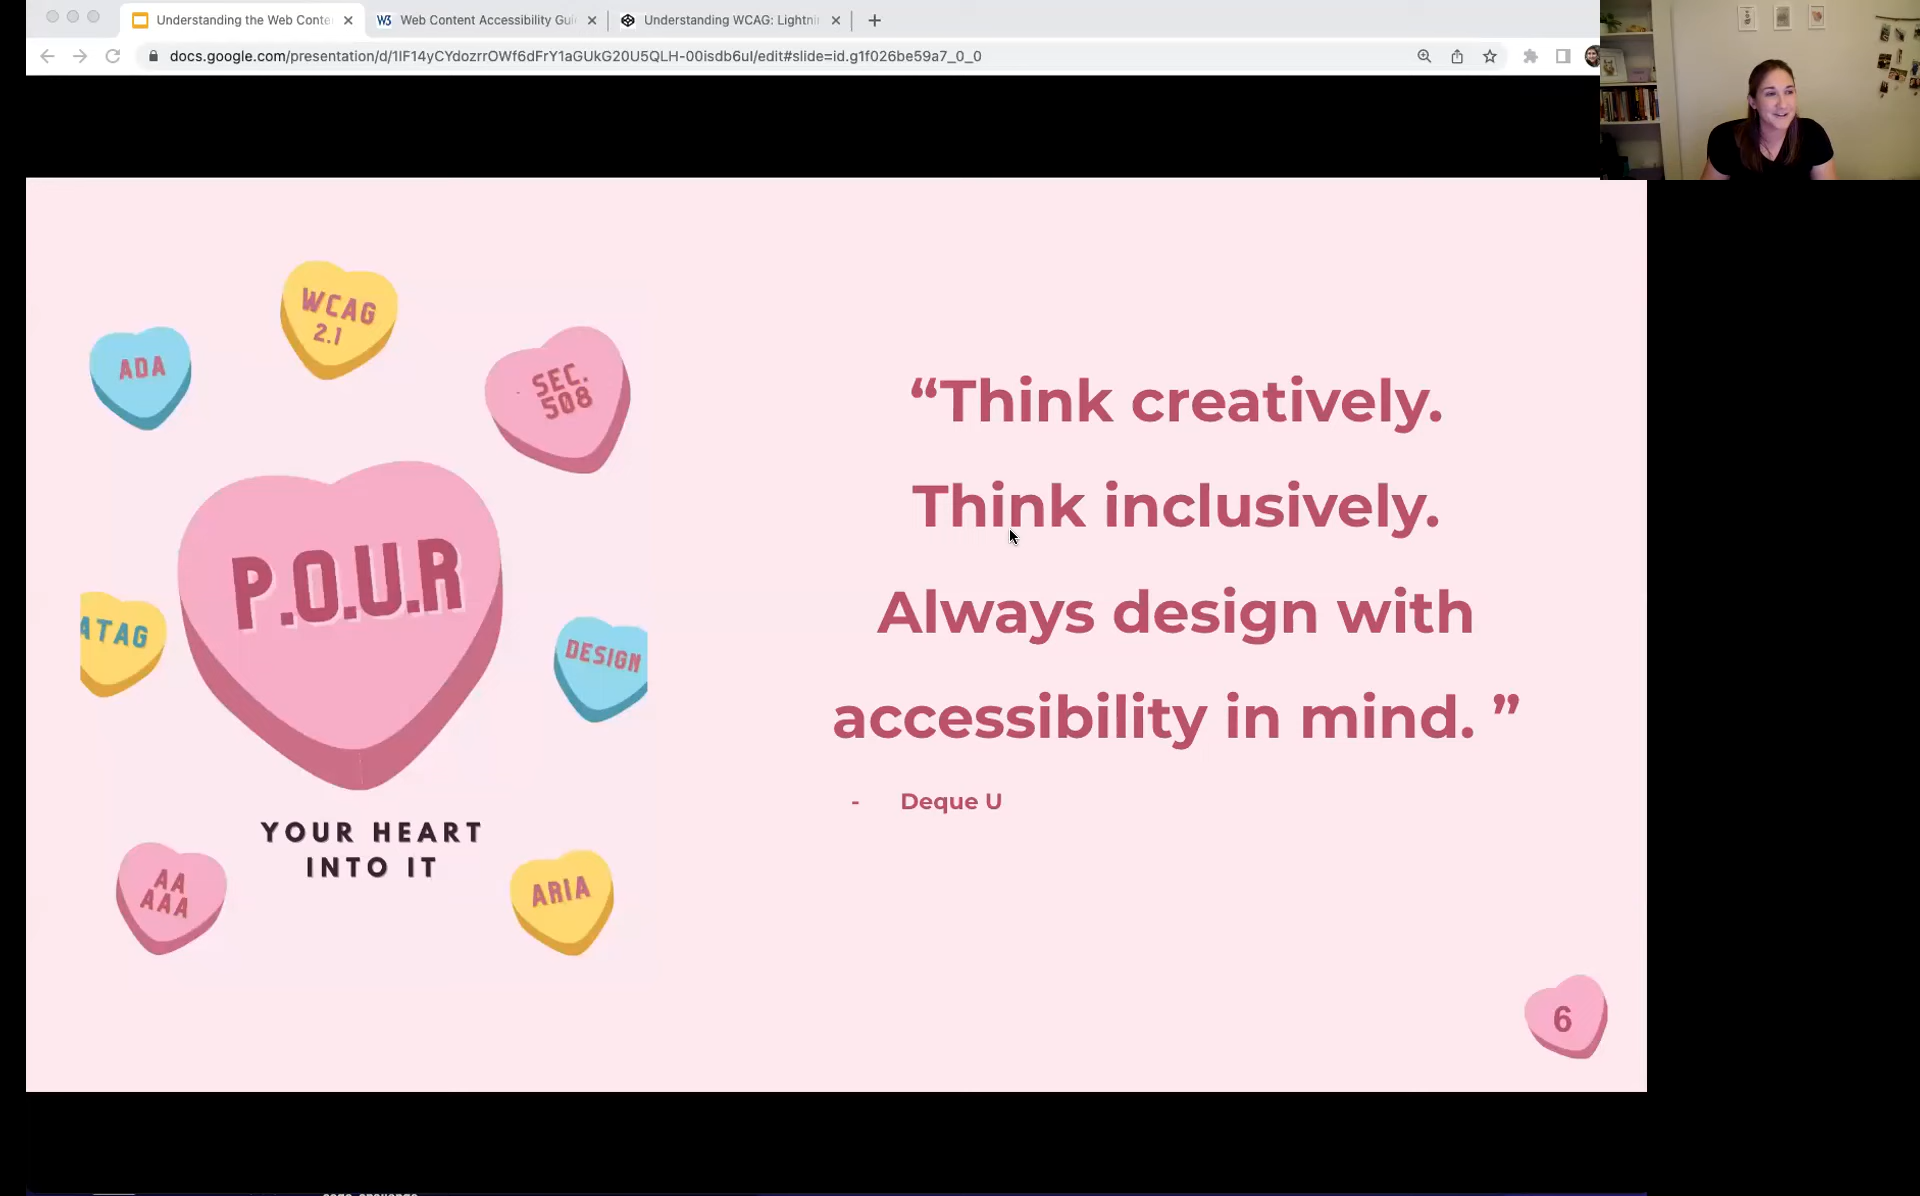 Understanding the Web Conte
Web Content Accessibility Gui
Understanding WCAG: Lightni
docs.google.com/presentation/d/1IF14yCYdozrrOWf6dFrY1aGUkG20U5QLH-00isdb6uI/edit#slide=id.g1f026be59a7_0_0
WCAG
2.1
ADA
SEC.
508
P.O.U.R
ATAG
DESIGN
YOUR HEART
INTO IT
AA
AAA
ARIA
“Think creatively.
Think inclusively.
Always design with
accessibility in mind. ”
- Deque U
6